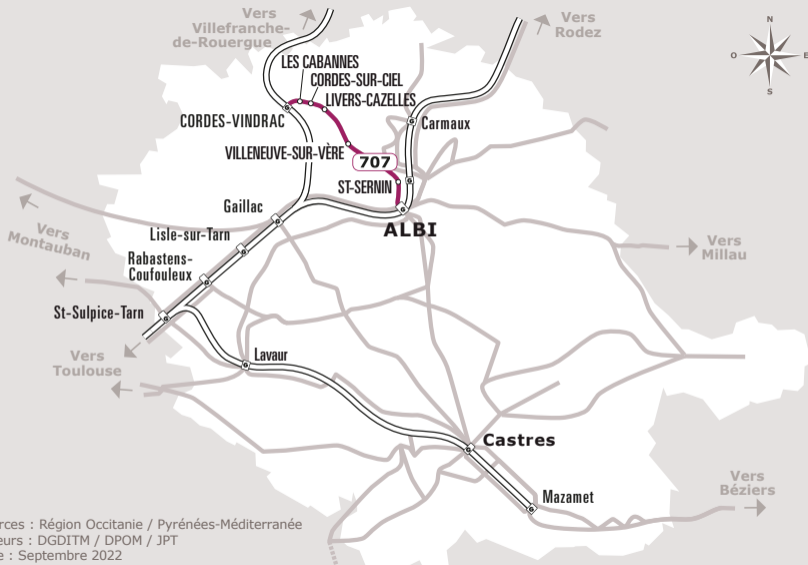 Vers
Villefranche-
de-Rouergue
Vers
Rodez
N
O
E
S
LES CABANNES
CORDES-SUR-CIEL
LIVERS-CAZELLES
CORDES-VINDRAC
Carmaux
VILLENEUVE-SUR-VÈRE
707
ST-SERNIN
Gaillac
ALBI
Lisle-sur-Tarn
Vers
Montauban
Vers
Millau
Rabastens-
Coufouleux
St-Sulpice-Tarn
Vers
Toulouse
Lavaur
Castres
Mazamet
Vers
Béziers
rces : Région Occitanie / Pyrénées-Méditerranée
eurs : DGDITM / DPOM / JPT
e : Septembre 2022